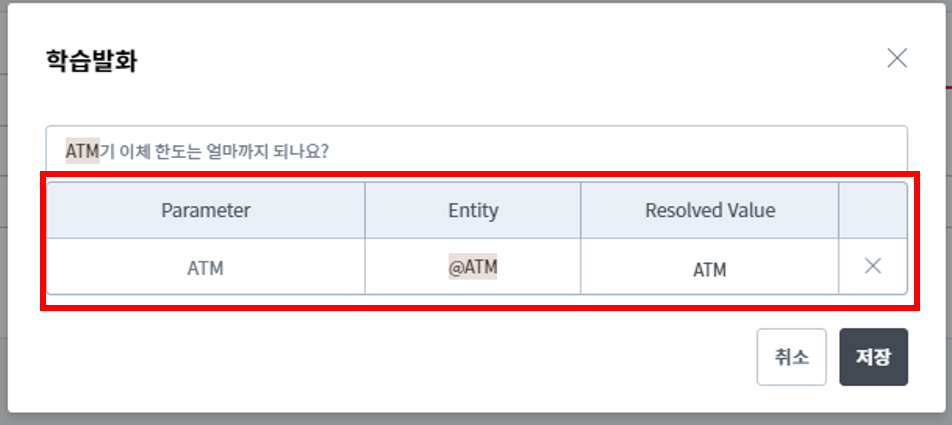 학습발화
ATM기 이체 한도는 얼마까지 되나요?
Parameter Entity Resolved Value
ATM @ATM ATM
취소 저장